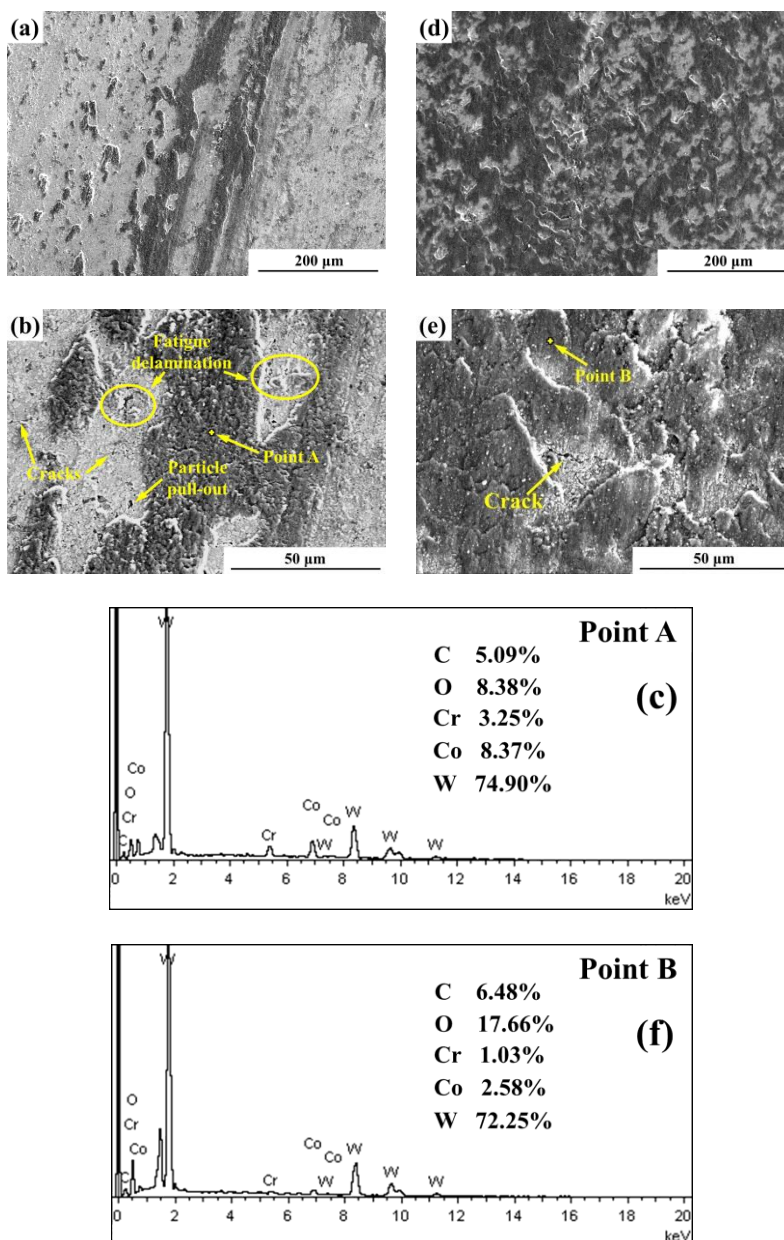 (a)
200 μm
(d)
200 μm
(b)
Fatigue
delamination
Cracks
Particle
pull-out
Point A
50 μm
(e)
Point B
Crack
50 μm
Point A
(c)
C 5.09%
O 8.38%
Cr 3.25%
Co 8.37%
W 74.90%
W
Co
O
Cr
C
Cr
Co
Co
W
W
W
W
0 2 4 6 8 10 12 14 16 18 20
keV
Point B
(f)
C 6.48%
O 17.66%
Cr 1.03%
Co 2.58%
W 72.25%
W
O
Cr
Co
C
Cr
Co
Co
W
W
W
W
0 2 4 6 8 10 12 14 16 18 20
keV